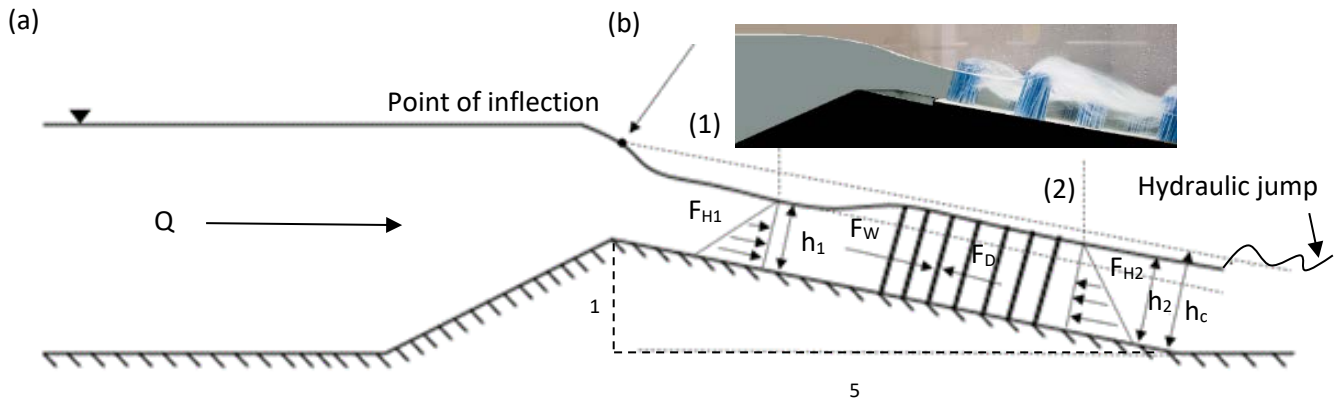 (a)
(b)
Point of inflection
(1)
(2)
Hydraulic jump
Q
F_H1
h_1
F_W
F_D
F_H2
h_2
h_c
1
5